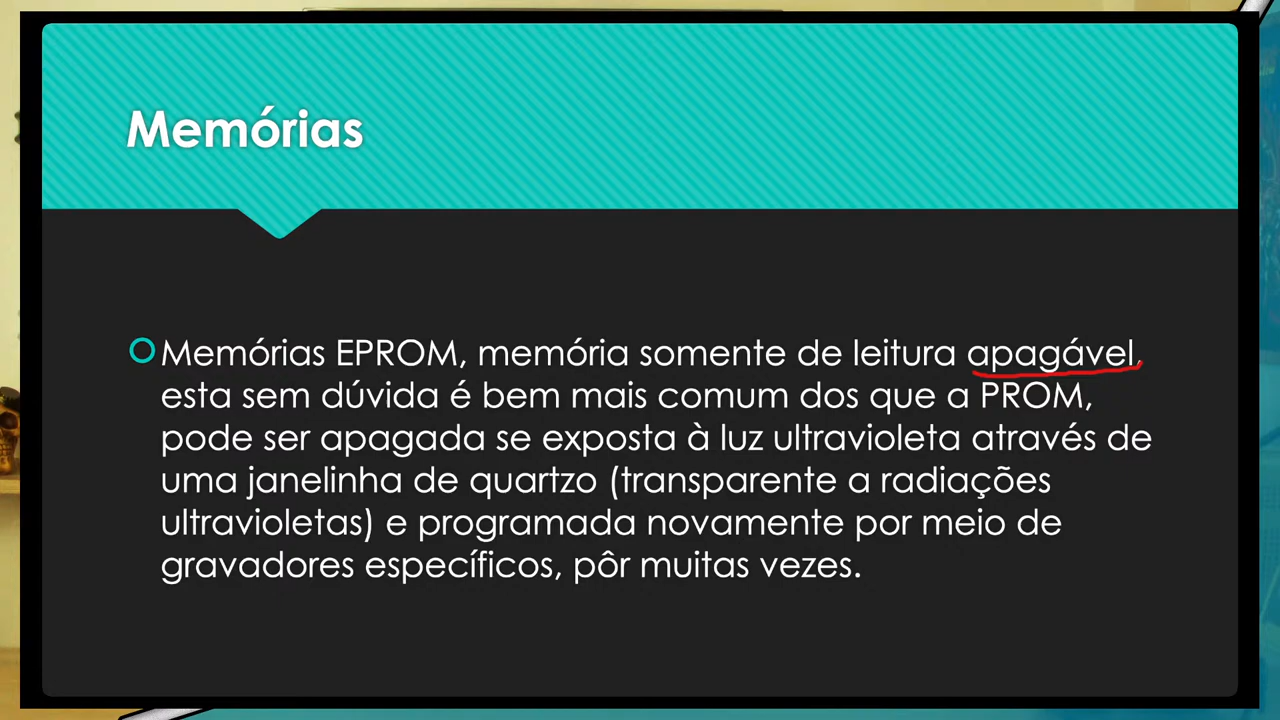 Memórias
Memórias EPROM, memória somente de leitura apagável,
esta sem dúvida é bem mais comum dos que a PROM,
pode ser apagada se exposta à luz ultravioleta através de
uma janelinha de quartzo (transparente a radiações
ultravioletas) e programada novamente por meio de
gravadores específicos, pôr muitas vezes.